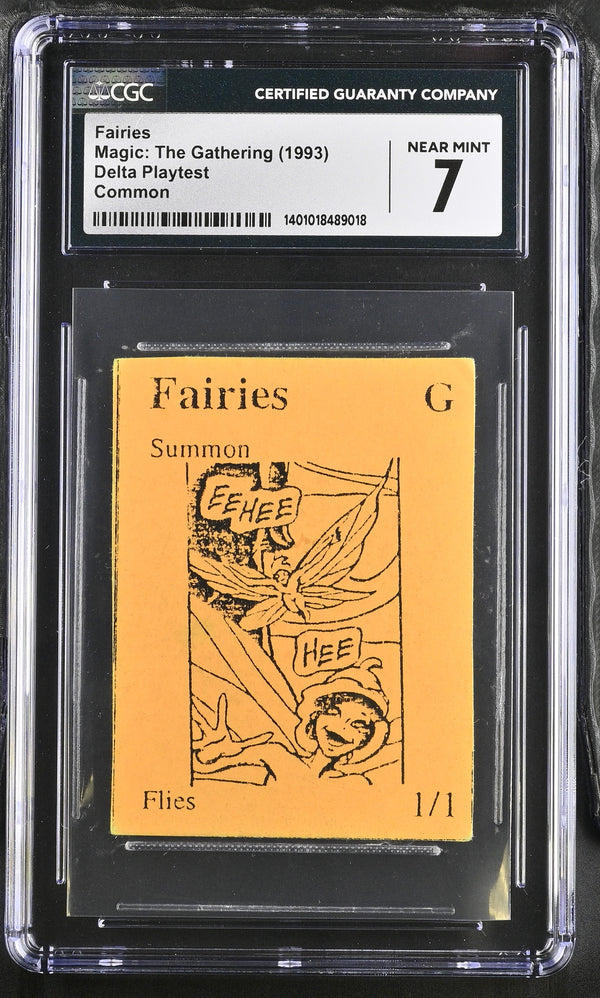 CGC
CERTIFIED GUARANTY COMPANY
Fairies
Magic: The Gathering (1993)
Delta Playtest
Common
NEAR MINT
7
1401018489018
Fairies G
Summon
EEHEE
HEE
Flies 1/1